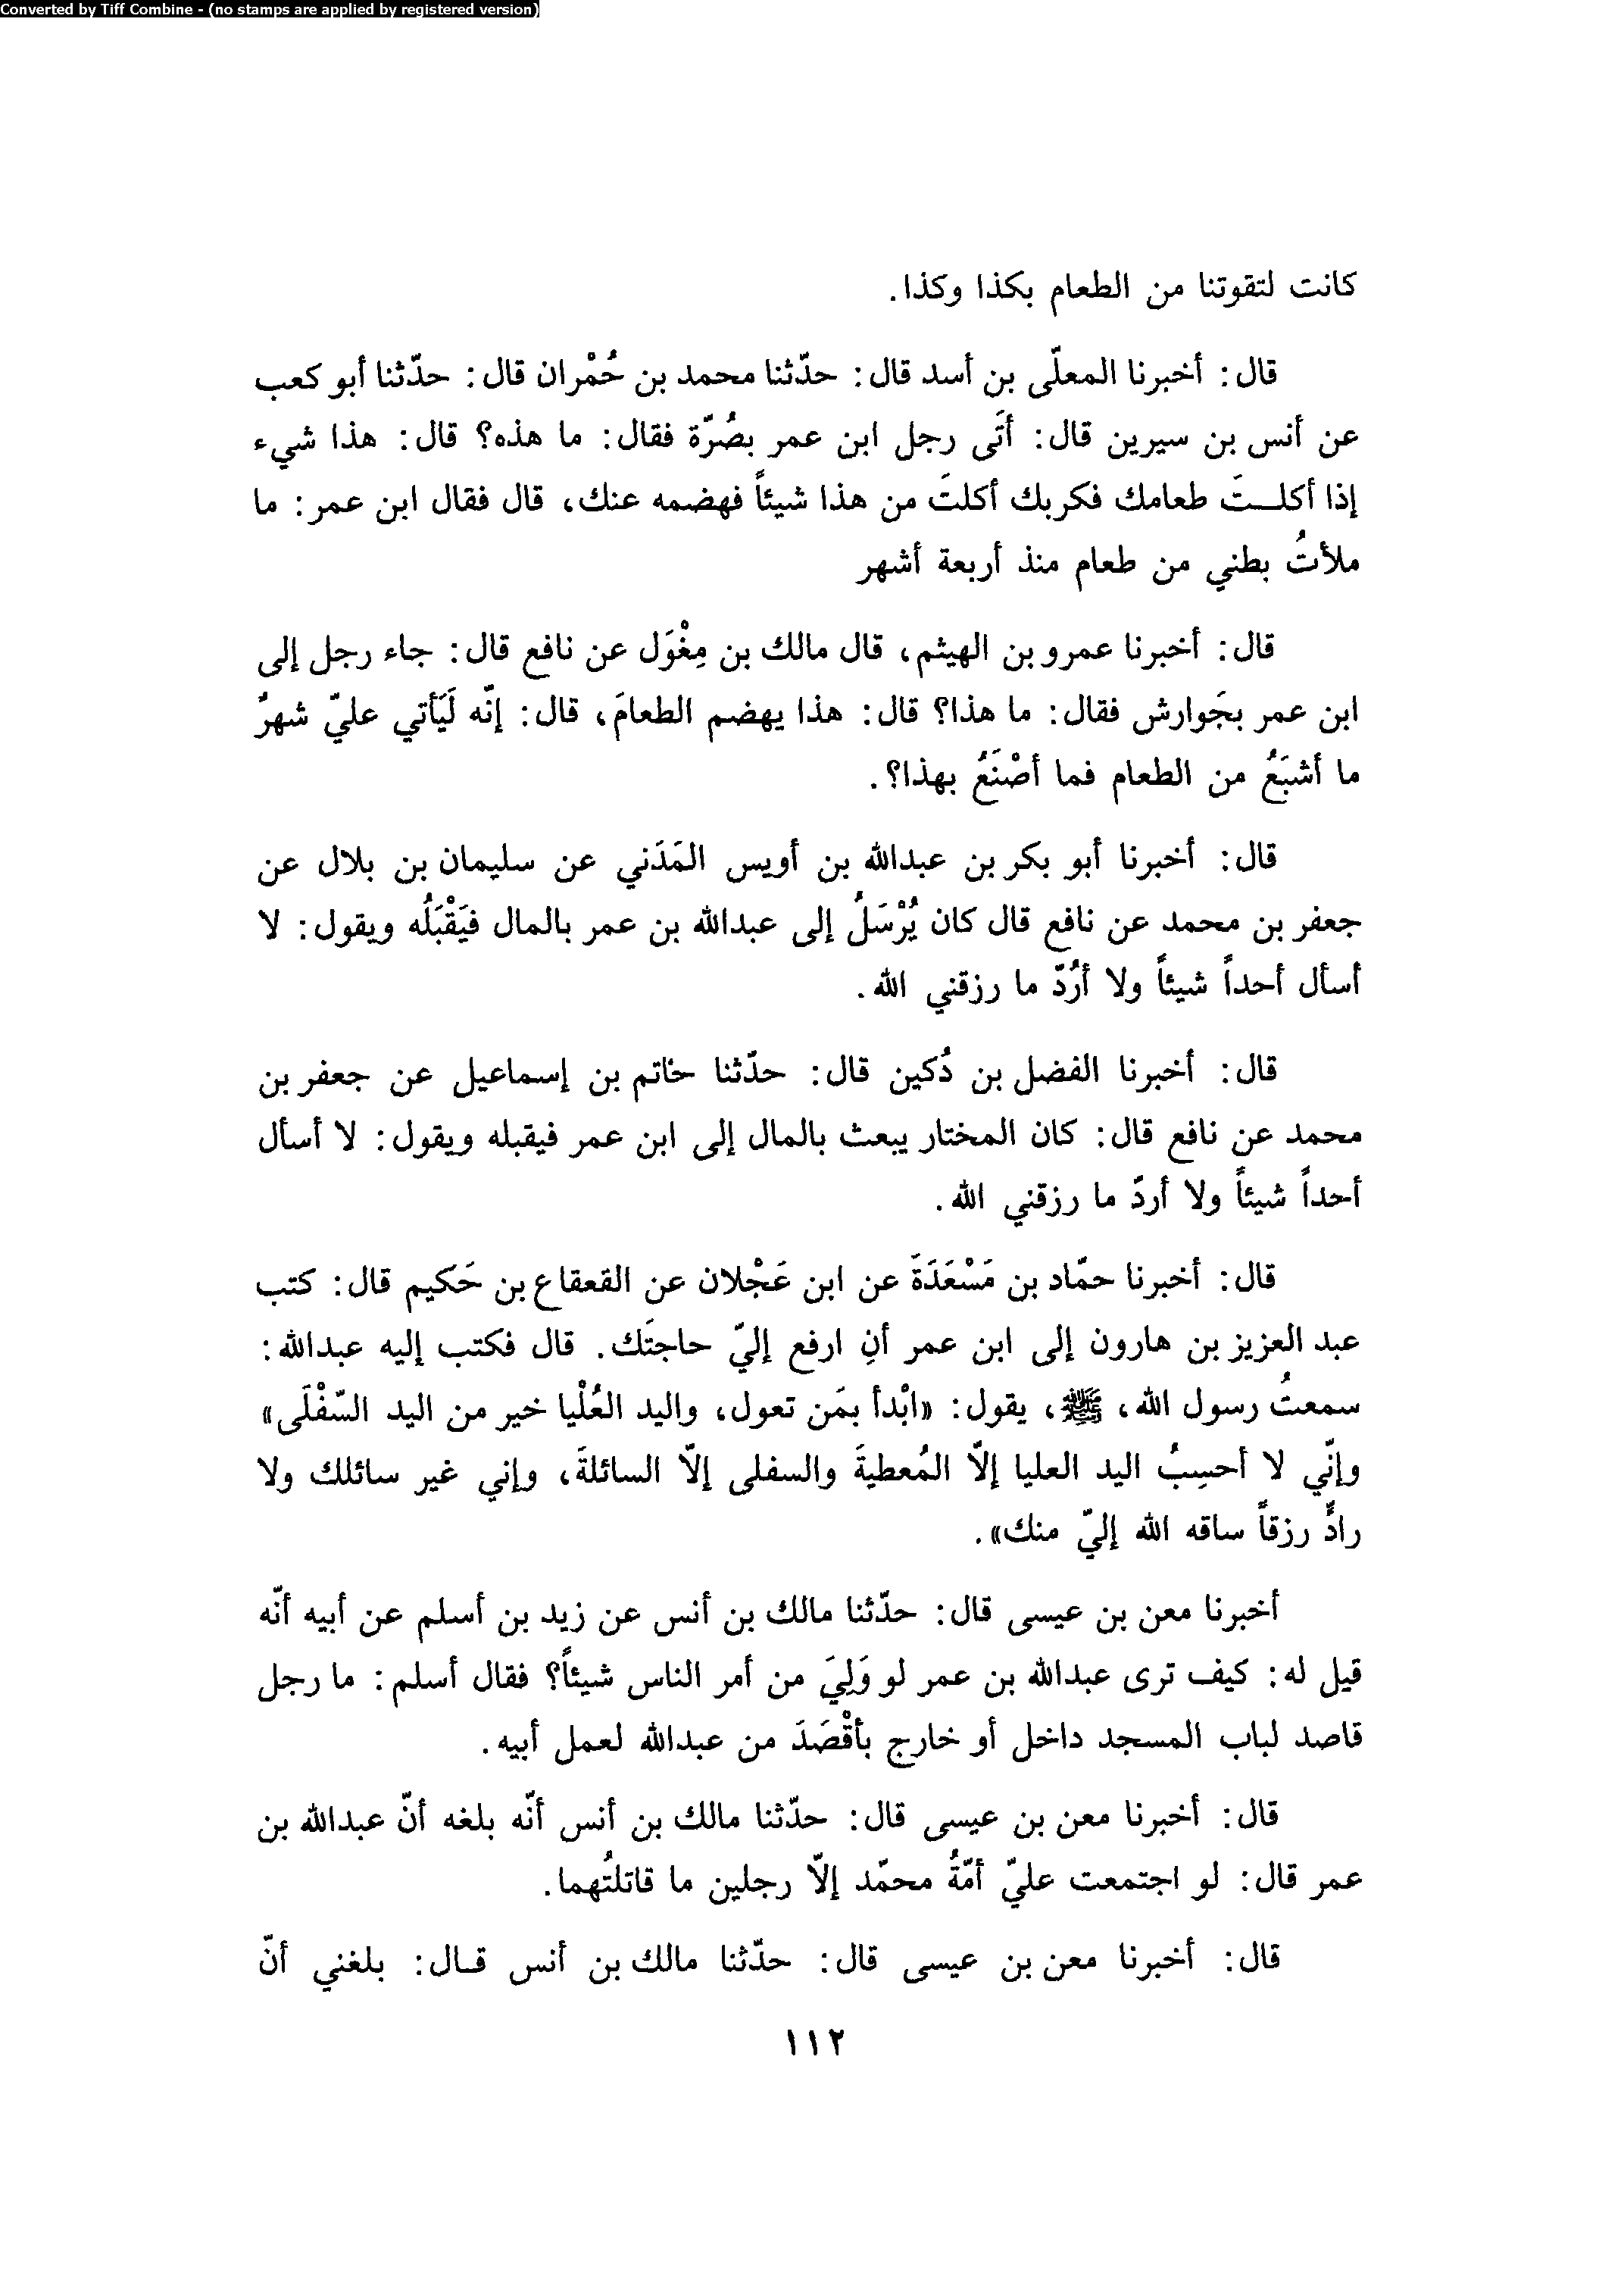 Converted by Tiff Combine - (no stamps are applied by registered version)
كانت لتقوتنا من الطعام بكذا وكذا.
قال: أخبرنا المعلّى بن أسد قال: حدّثنا محمد بن حُمْران قال: حدّثنا أبو كعب
عن أنس بن سيرين قال: أتَى رجل ابن عمر بصُرّة فقال: ما هذه؟ قال: هذا شيء
إذا أكلـتَ طعامك فكربك أكلتَ من هذا شيئاً فهضمه عنك، قال فقال ابن عمر: ما
ملأتُ بطني من طعام منذ أربعة أشهر
قال: أخبرنا عمرو بن الهيثم، قال مالك بن مِغْوَل عن نافع قال: جاء رجل إلى
ابن عمر بجَوارش فقال: ما هذا؟ قال: هذا يهضم الطعامَ، قال: إنّه لَيَأتي عليّ شهرٌ
ما أشبَعُ من الطعام فما أصْنَعُ بهذا؟.
قال: أخبرنا أبو بكر بن عبدالله بن أويس المَدَني عن سليمان بن بلال عن
جعفر بن محمد عن نافع قال كان يُرْسَلُ إلى عبدالله بن عمر بالمال فيَقْبَلُه ويقول: لا
أسأل أحداً شيئاً ولا أرُدّ ما رزقني الله.
قال: أخبرنا الفضل بن دُكين قال: حدّثنا حاتم بن إسماعيل عن جعفر بن
محمد عن نافع قال: كان المختار يبعث بالمال إلى ابن عمر فيقبله ويقول: لا أسأل
أحداً شيئاً ولا أردّ ما رزقني الله.
قال: أخبرنا حمّاد بن مَسْعَدَةَ عن ابن عَجْلان عن القعقاع بن حَكيم قال: كتب
عبد العزيز بن هارون إلى ابن عمر أنِ ارفع إليّ حاجتَك. قال فكتب إليه عبدالله:
سمعتُ رسول الله، ﷺ، يقول: «ابْدأ بمَن تعول، واليد العُلْيا خير من اليد السّفْلَى»
وإنّي لا أحسِبُ اليد العليا إلاّ المُعطيةَ والسفلى إلاّ السائلةَ، وإني غير سائلك ولا
رادٍّ رزقاً ساقه الله إليّ منك».
أخبرنا معن بن عيسى قال: حدّثنا مالك بن أنس عن زيد بن أسلم عن أبيه أنّه
قيل له: كيف ترى عبدالله بن عمر لو وَلِيَ من أمر الناس شيئاً؟ فقال أسلم: ما رجل
قاصد لباب المسجد داخل أو خارج بأقْصَدَ من عبدالله لعمل أبيه.
قال: أخبرنا معن بن عيسى قال: حدّثنا مالك بن أنس أنّه بلغه أنّ عبدالله بن
عمر قال: لو اجتمعت عليّ أمّةُ محمّد إلاّ رجلين ما قاتلتُهما.
قال: أخبرنا معن بن عيسى قال: حدّثنا مالك بن أنس قـال: بلغني أنّ
١١٢